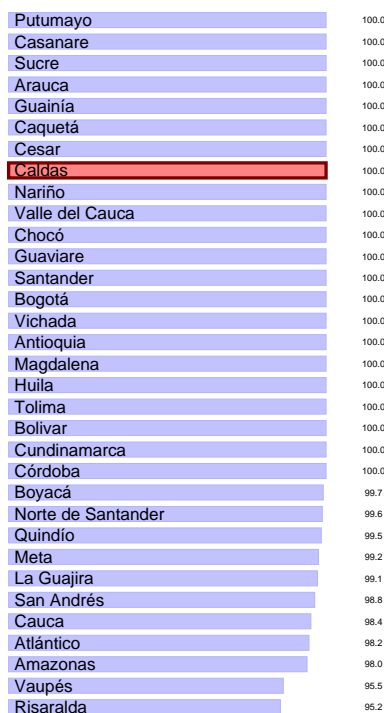 Putumayo 100.0
Casanare 100.0
Sucre 100.0
Arauca 100.0
Guainía 100.0
Caquetá 100.0
Cesar 100.0
Caldas 100.0
Nariño 100.0
Valle del Cauca 100.0
Chocó 100.0
Guaviare 100.0
Santander 100.0
Bogotá 100.0
Vichada 100.0
Antioquia 100.0
Magdalena 100.0
Huila 100.0
Tolima 100.0
Bolivar 100.0
Cundinamarca 100.0
Córdoba 100.0
Boyacá 99.7
Norte de Santander 99.6
Quindío 99.5
Meta 99.2
La Guajira 99.1
San Andrés 98.8
Cauca 98.4
Atlántico 98.2
Amazonas 98.0
Vaupés 95.5
Risaralda 95.2